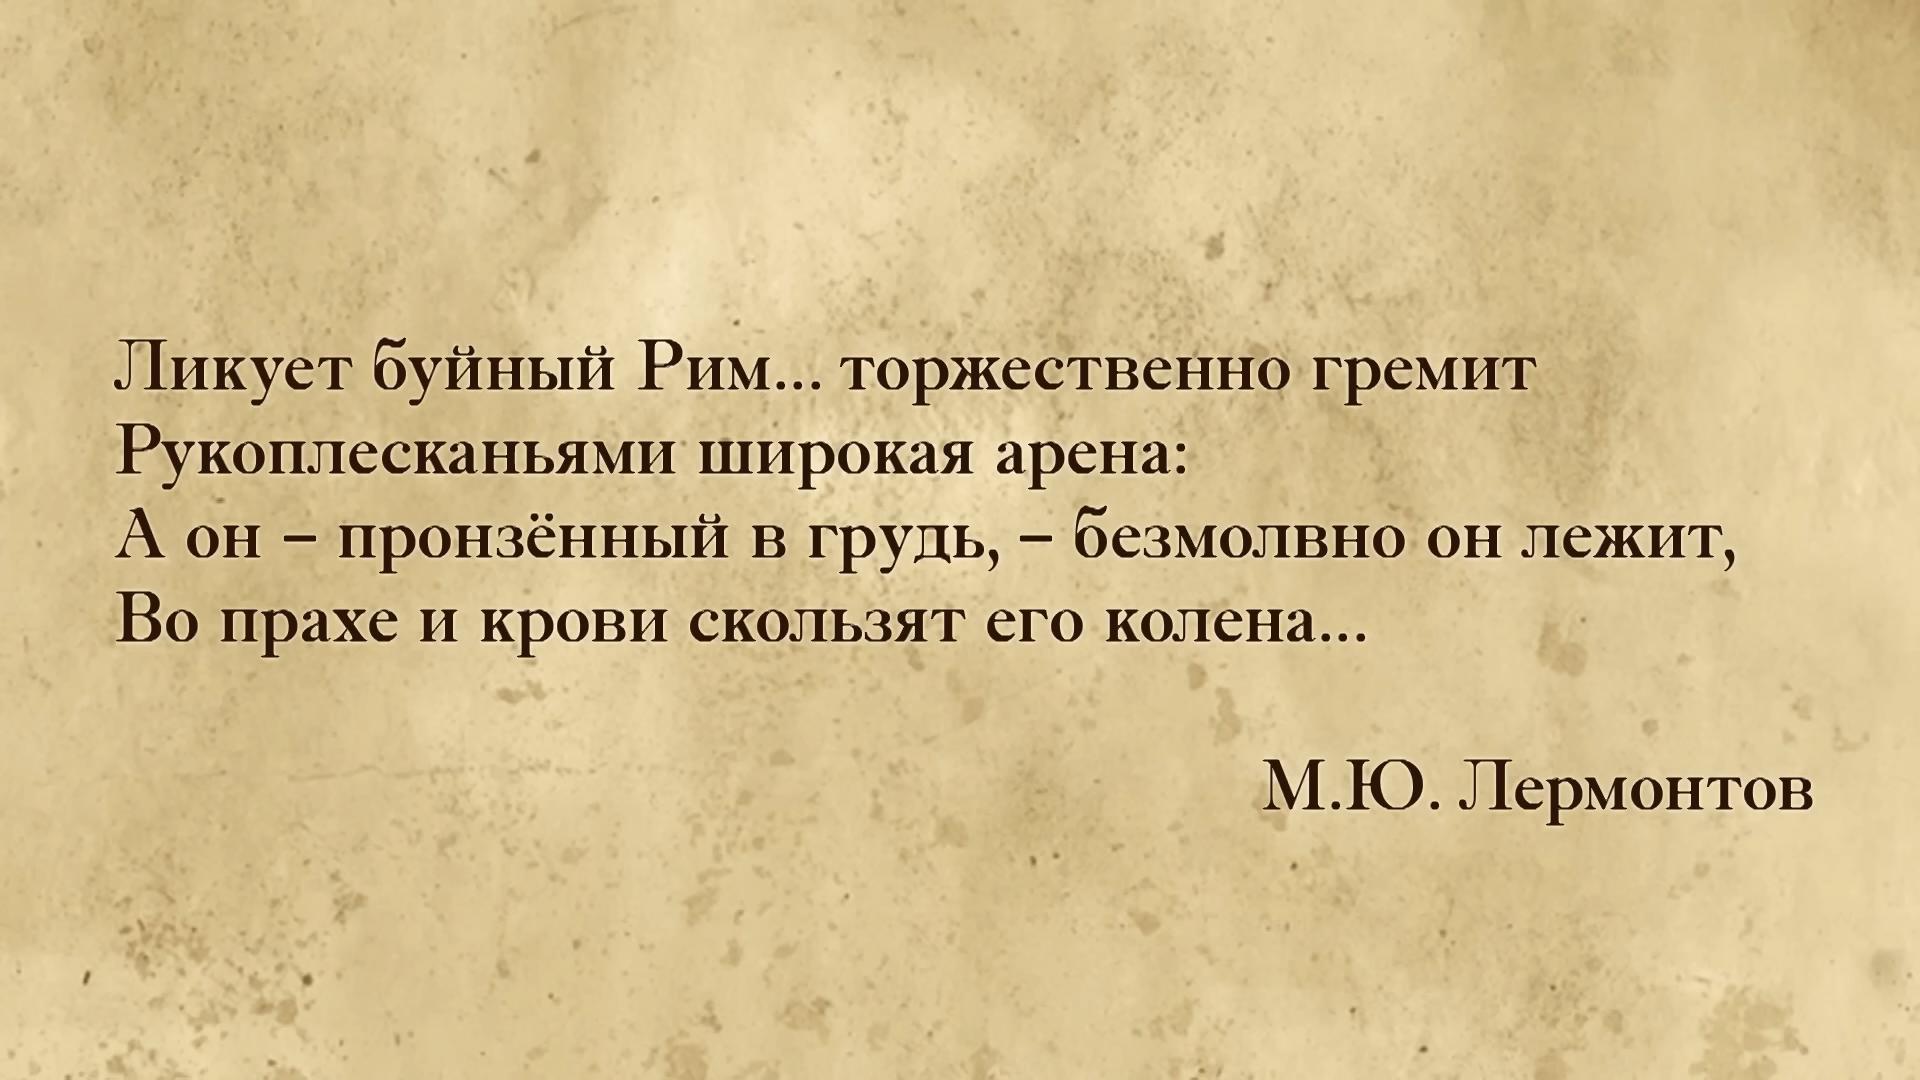 Ликует буйный Рим... торжественно гремит
Рукоплесканьями широкая арена:
А он – пронзённый в грудь, – безмолвно он лежит,
Во прахе и крови скользят его колена...
М.Ю. Лермонтов